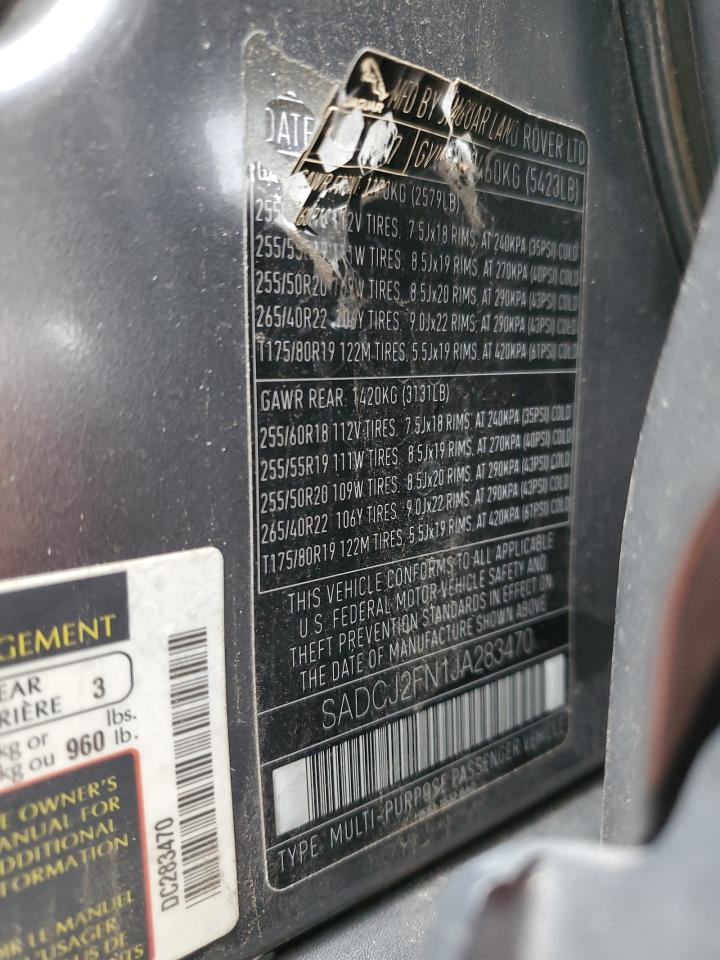 DATE
MFD BY JAGUAR LAND ROVER LTD
460KG (5423LB)
KG (2579LB)
TIRES, 7.5Jx18 RIMS, AT 240KPA (35PSI) COLD
TIRES, 8.5Jx19 RIMS, AT 270KPA (40PSI) COLD
255/50R20 TIRES, 8.5Jx20 RIMS, AT 290KPA (43PSI) COLD
265/40R22 106Y TIRES, 9.0Jx22 RIMS, AT 290KPA (43PSI) COLD
T175/80R19 122M TIRES, 5.5Jx19 RIMS, AT 420KPA (61PSI) COLD
GAWR REAR 1420KG (3131LB)
255/60R18 112V TIRES, 7.5Jx18 RIMS, AT 240KPA (35PSI) COLD
255/55R19 111W TIRES, 8.5Jx19 RIMS, AT 270KPA (40PSI) COLD
255/50R20 109W TIRES, 8.5Jx20 RIMS, AT 290KPA (43PSI) COLD
265/40R22 106Y TIRES, 9.0Jx22 RIMS, AT 290KPA (43PSI) COLD
T175/80R19 122M TIRES, 5.5Jx19 RIMS, AT 420KPA (61PSI) COLD
THIS VEHICLE CONFORMS TO ALL APPLICABLE
U.S. FEDERAL MOTOR VEHICLE SAFETY AND
THEFT PREVENTION STANDARDS IN EFFECT ON
THE DATE OF MANUFACTURE SHOWN ABOVE
SADCJ2FN1JA283470
TYPE: MULTI-PURPOSE PASSENGER VEHICLE
GEMENT
EAR
RIÈRE 3
kg or lbs.
kg ou 960 lb.
OWNER'S
ANUAL FOR
DDITIONAL
FORMATION
IR LE MANUEL
'USAGER
US DE
ITS
DC283470